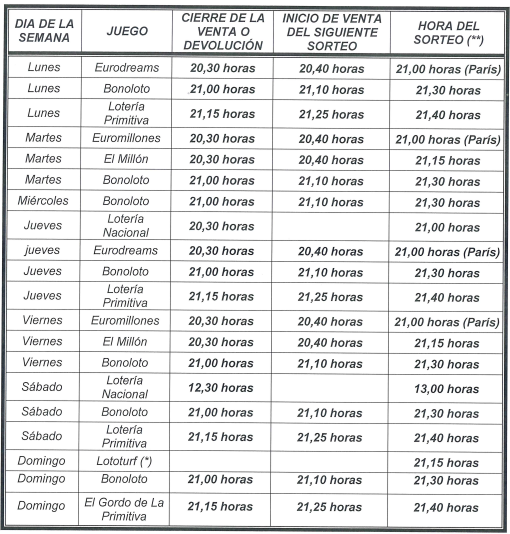 DIA DE LA SEMANA | JUEGO | CIERRE DE LA VENTA O DEVOLUCIÓN | INICIO DE VENTA DEL SIGUIENTE SORTEO | HORA DEL SORTEO (**)
Lunes | Eurodreams | 20,30 horas | 20,40 horas | 21,00 horas (París)
Lunes | Bonoloto | 21,00 horas | 21,10 horas | 21,30 horas
Lunes | Lotería Primitiva | 21,15 horas | 21,25 horas | 21,40 horas
Martes | Euromillones | 20,30 horas | 20,40 horas | 21,00 horas (París)
Martes | El Millón | 20,30 horas | 20,40 horas | 21,15 horas
Martes | Bonoloto | 21,00 horas | 21,10 horas | 21,30 horas
Miércoles | Bonoloto | 21,00 horas | 21,10 horas | 21,30 horas
Jueves | Lotería Nacional | 20,30 horas | | 21,00 horas
jueves | Eurodreams | 20,30 horas | 20,40 horas | 21,00 horas (París)
Jueves | Bonoloto | 21,00 horas | 21,10 horas | 21,30 horas
Jueves | Lotería Primitiva | 21,15 horas | 21,25 horas | 21,40 horas
Viernes | Euromillones | 20,30 horas | 20,40 horas | 21,00 horas (París)
Viernes | El Millón | 20,30 horas | 20,40 horas | 21,15 horas
Viernes | Bonoloto | 21,00 horas | 21,10 horas | 21,30 horas
Sábado | Lotería Nacional | 12,30 horas | | 13,00 horas
Sábado | Bonoloto | 21,00 horas | 21,10 horas | 21,30 horas
Sábado | Lotería Primitiva | 21,15 horas | 21,25 horas | 21,40 horas
Domingo | Lototurf (*) | | | 21,15 horas
Domingo | Bonoloto | 21,00 horas | 21,10 horas | 21,30 horas
Domingo | El Gordo de La Primitiva | 21,15 horas | 21,25 horas | 21,40 horas